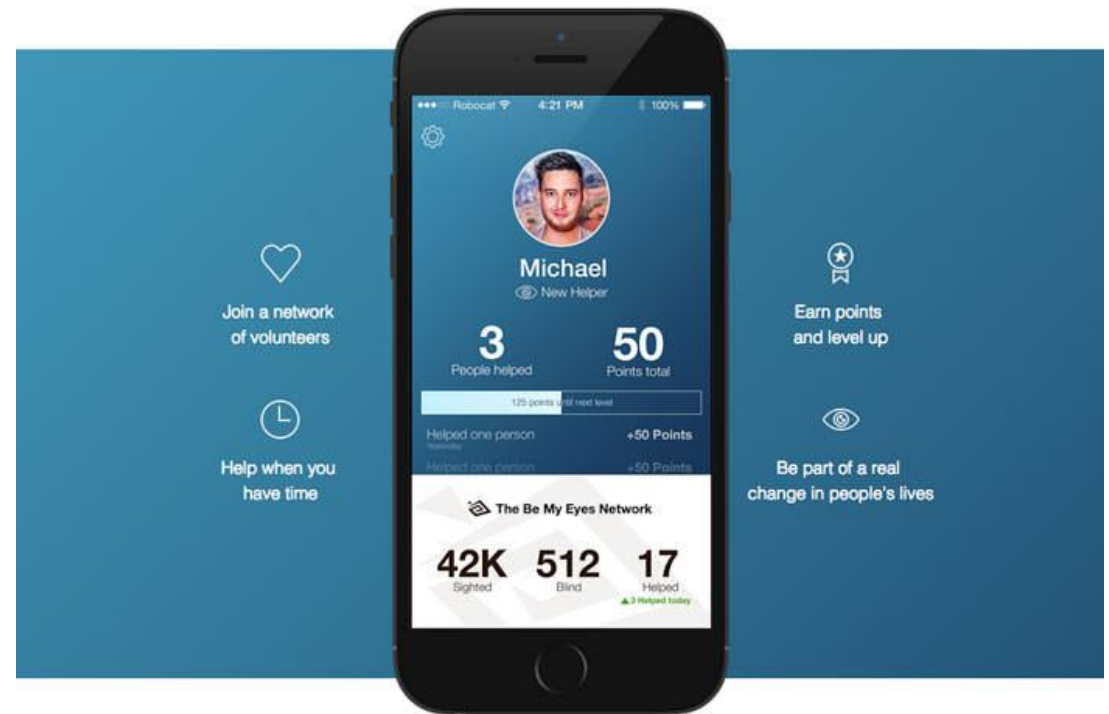 Robocat 4:21 PM 100%
Michael
New Helper
3 50
People helped Points total
125 points until next level
Helped one person +50 Points
Yesterday
Helped one person +50 Points
The Be My Eyes Network
42K 512 17
Sighted Blind Helped
3 Helped today
Join a network
of volunteers
Help when you
have time
Earn points
and level up
Be part of a real
change in people's lives